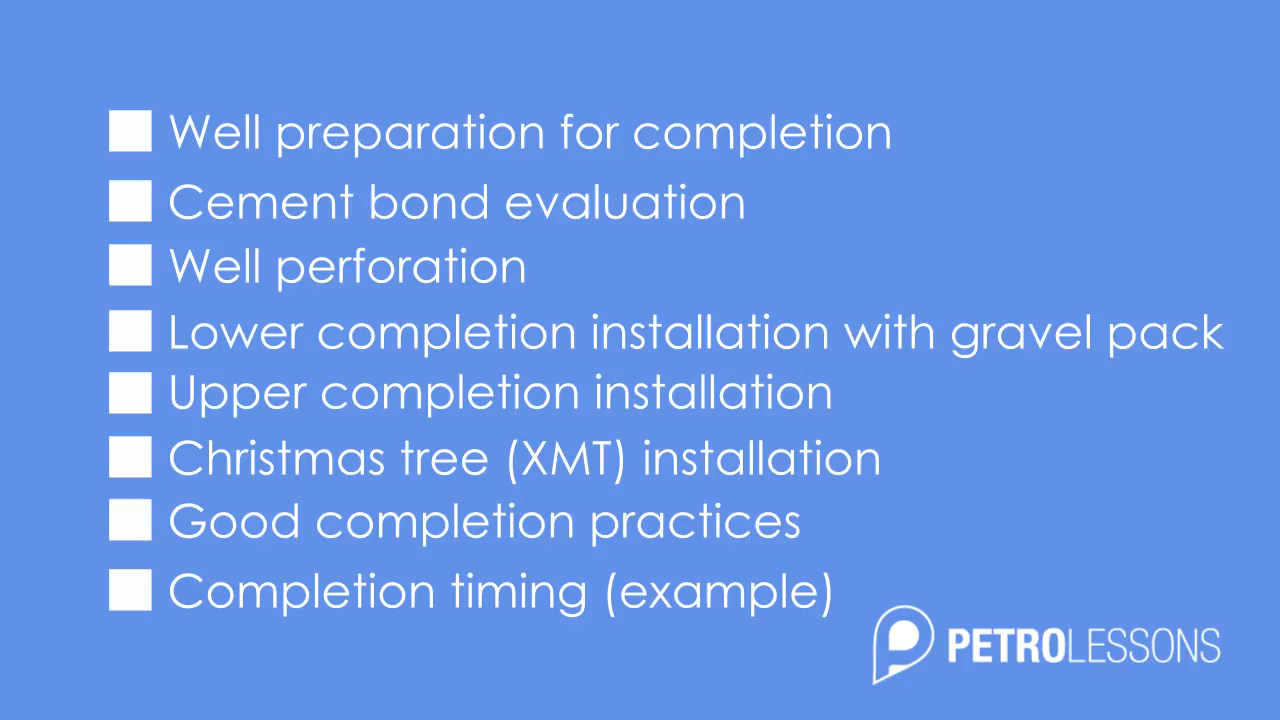 Well preparation for completion
Cement bond evaluation
Well perforation
Lower completion installation with gravel pack
Upper completion installation
Christmas tree (XMT) installation
Good completion practices
Completion timing (example)
PETROLESSONS